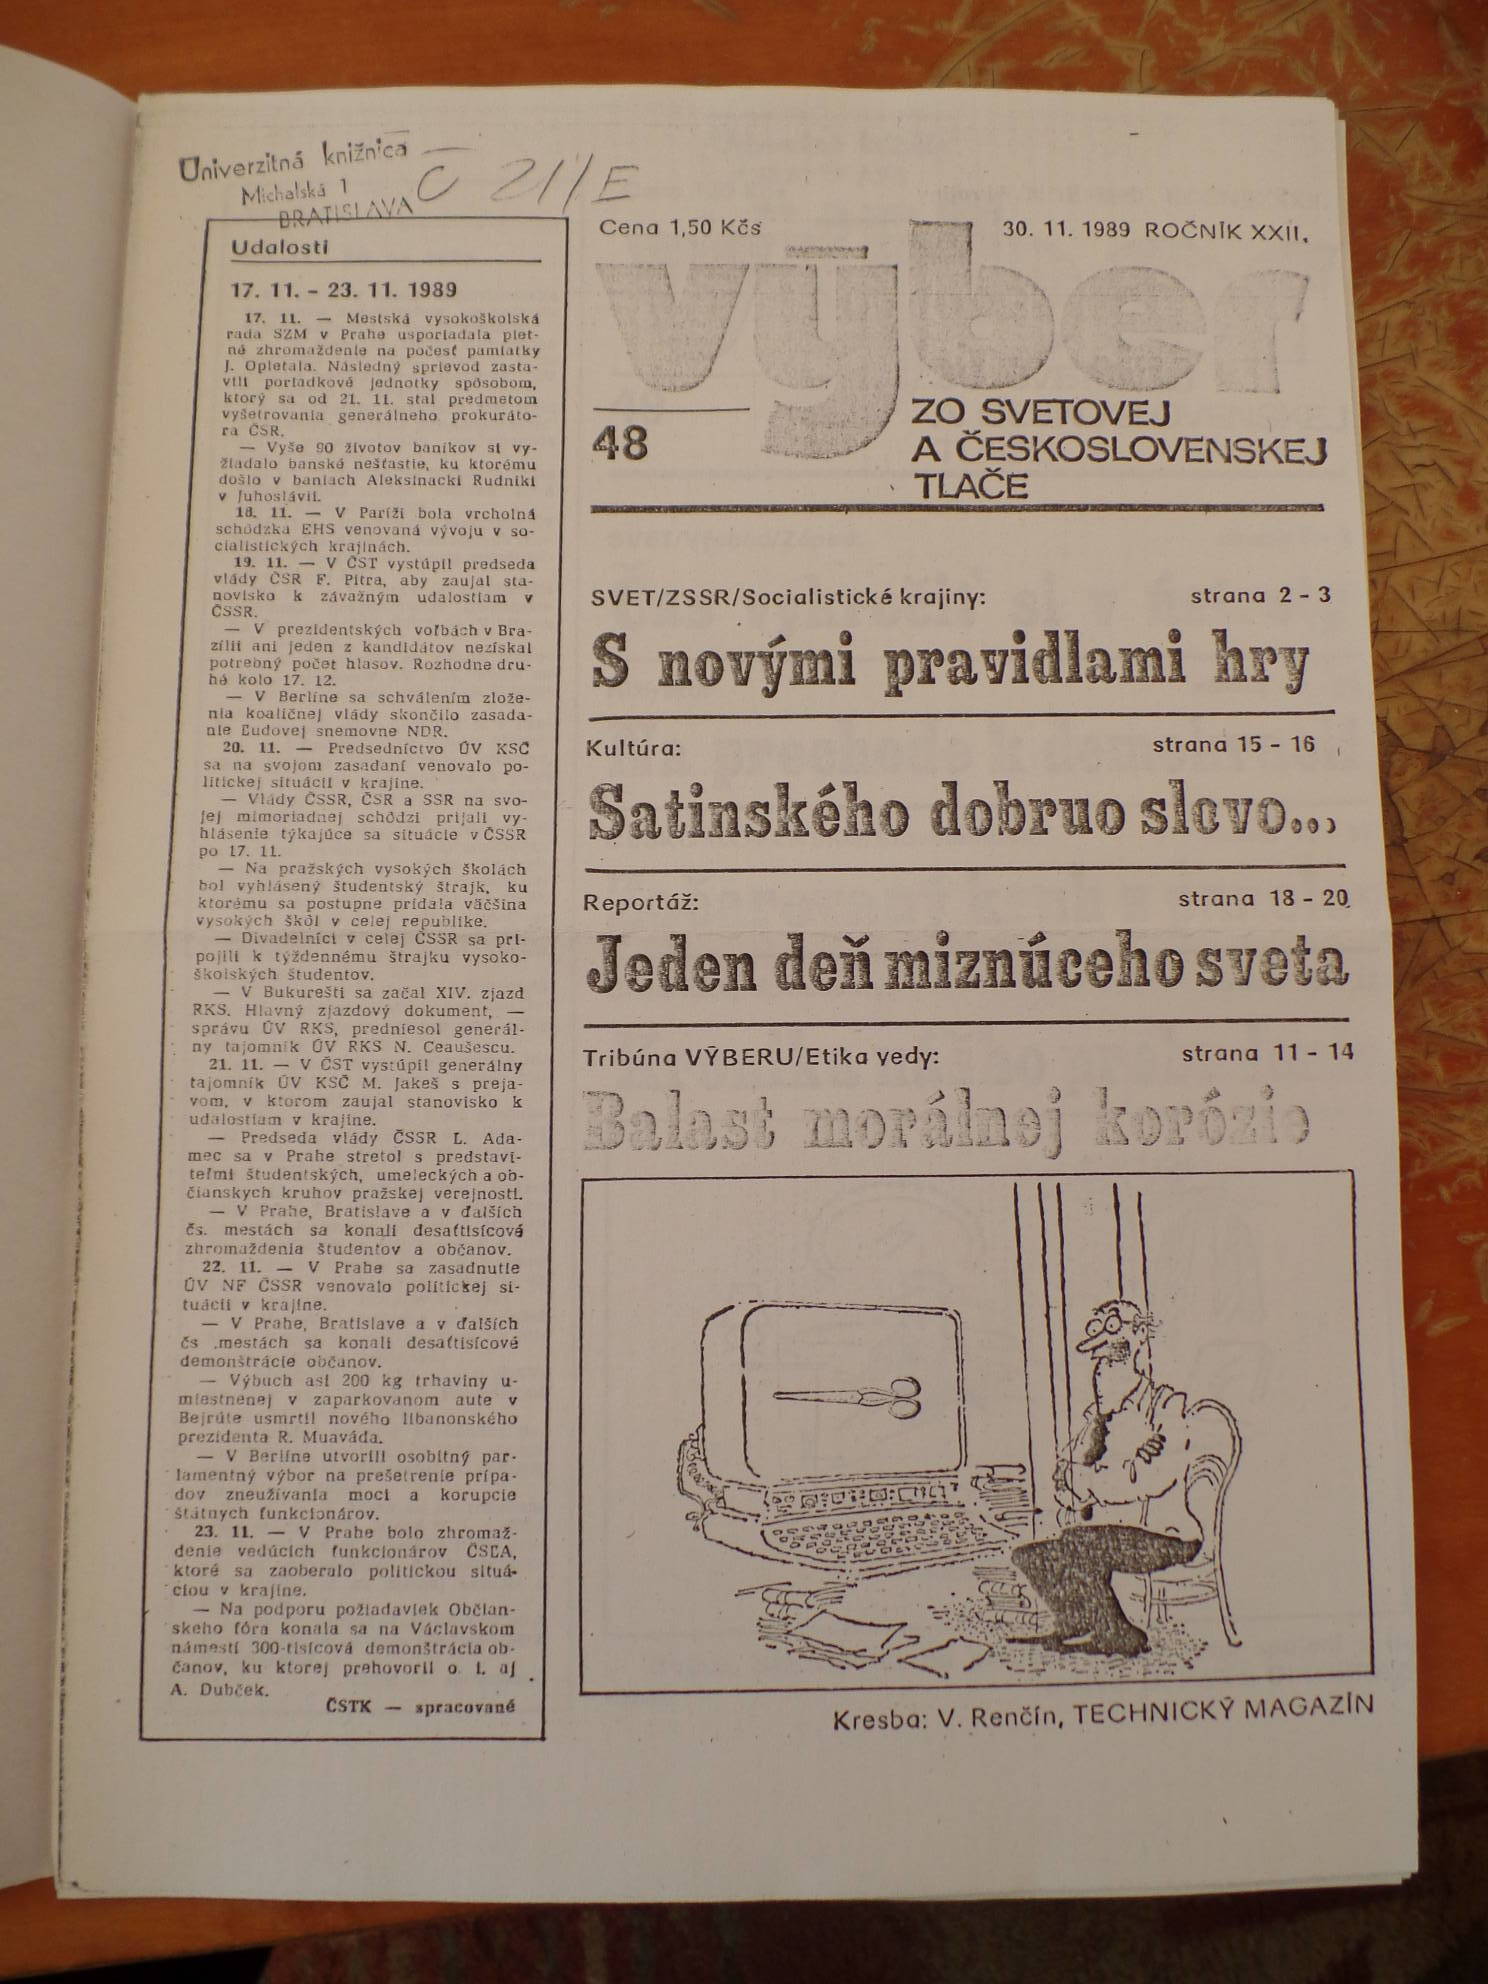 Univerzitná knižnica
Michalská 1
BRATISLAVA
Č 211/E
Udalosti
17. 11. – 23. 11. 1989
17. 11. — Mestská vysokoškolská
rada SZM v Prahe usporiadala piet-
né zhromaždenie na počesť pamiatky
J. Opletala. Následný sprievod zasta-
vili poriadkové jednotky spôsobom,
ktorý sa od 21. 11. stal predmetom
vyšetrovania generálneho prokuráto-
ra ČSR.
— Vyše 90 životov baníkov si vy-
žiadalo banské nešťastie, ku ktorému
došlo v baniach Aleksinacki Rudniki
v Juhoslávii.
18. 11. — V Paríži bola vrcholná
schôdzka EHS venovaná vývoju v so-
cialistických krajinách.
19. 11. — V ČST vystúpil predseda
vlády ČSR F. Pitra, aby zaujal sta-
novisko k závažným udalostiam v
ČSSR.
— V prezidentských voľbách v Bra-
zílii ani jeden z kandidátov nezískal
potrebný počet hlasov. Rozhodne dru-
hé kolo 17. 12.
— V Berlíne sa schválením zlože-
nia koaličnej vlády skončilo zasada-
nie Ľudovej snemovne NDR.
20. 11. — Predsedníctvo ÚV KSČ
sa na svojom zasadaní venovalo po-
litickej situácii v krajine.
— Vlády ČSSR, ČSR a SSR na svo-
jej mimoriadnej schôdzi prijali vy-
hlásenie týkajúce sa situácie v ČSSR
po 17. 11.
— Na pražských vysokých školách
bol vyhlásený študentský štrajk, ku
ktorému sa postupne pridala väčšina
vysokých škôl v celej republike.
— Divadelníci v celej ČSSR sa pri-
pojili k týždennému štrajku vysoko-
školských študentov.
— V Bukurešti sa začal XIV. zjazd
RKS. Hlavný zjazdový dokument, —
správu ÚV RKS, predniesol generál-
ny tajomník ÚV RKS N. Ceaušescu.
21. 11. — V ČST vystúpil generálny
tajomník ÚV KSČ M. Jakeš s preja-
vom, v ktorom zaujal stanovisko k
udalostiam v krajine.
— Predseda vlády ČSSR L. Ada-
mec sa v Prahe stretol s predstavi-
teľmi študentských, umeleckých a ob-
čianskych kruhov pražskej verejnosti.
— V Prahe, Bratislave a v ďalších
čs. mestách sa konali desaťtisícové
zhromaždenia študentov a občanov.
22. 11. — V Prahe sa zasadnutie
ÚV NF ČSSR venovalo politickej si-
tuácii v krajine.
— V Prahe, Bratislave a v ďalších
čs .mestách sa konali desaťtisícové
demonštrácie občanov.
— Výbuch asi 200 kg trhaviny u-
miestnenej v zaparkovanom aute v
Bejrúte usmrtil nového libanonského
prezidenta R. Muaváda.
— V Berlíne utvorili osobitný par-
lamentný výbor na prešetrenie prípa-
dov zneužívania moci a korupcie
štátnych funkcionárov.
23. 11. — V Prahe bolo zhromaž-
denie vedúcich funkcionárov ČSĽA,
ktoré sa zaoberalo politickou situá-
ciou v krajine.
— Na podporu požiadaviek Občian-
skeho fóra konala sa na Václavskom
námestí 300-tisícová demonštrácia ob-
čanov, ku ktorej prehovoril o. i. aj
A. Dubček.
ČSTK — spracované
Cena 1,50 Kčs
30. 11. 1989 ROČNÍK XXII.
výber
48
ZO SVETOVEJ
A ČESKOSLOVENSKEJ
TLAČE
SVET/ZSSR/Socialistické krajiny: strana 2 – 3
S novými pravidlami hry
Kultúra: strana 15 – 16
Satinského dobruo slovo...
Reportáž: strana 18 – 20
Jeden deň miznúceho sveta
Tribúna VÝBERU/Etika vedy: strana 11 – 14
Balast morálnej korózie
Kresba: V. Renčín, TECHNICKÝ MAGAZÍN